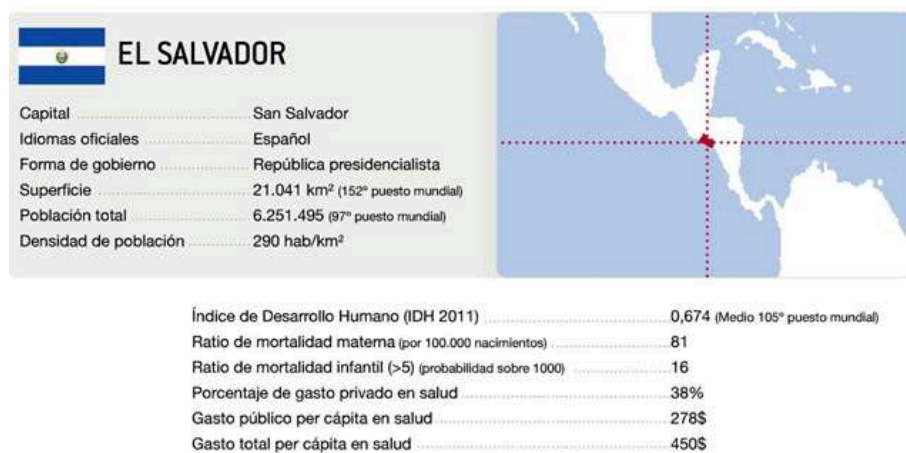 EL SALVADOR
Capital San Salvador
Idiomas oficiales Español
Forma de gobierno República presidencialista
Superficie 21.041 km² (152º puesto mundial)
Población total 6.251.495 (97º puesto mundial)
Densidad de población 290 hab/km²
Índice de Desarrollo Humano (IDH 2011) 0,674 (Medio 105º puesto mundial)
Ratio de mortalidad materna (por 100.000 nacimientos) 81
Ratio de mortalidad infantil (>5) (probabilidad sobre 1000) 16
Porcentaje de gasto privado en salud 38%
Gasto público per cápita en salud 278$
Gasto total per cápita en salud 450$